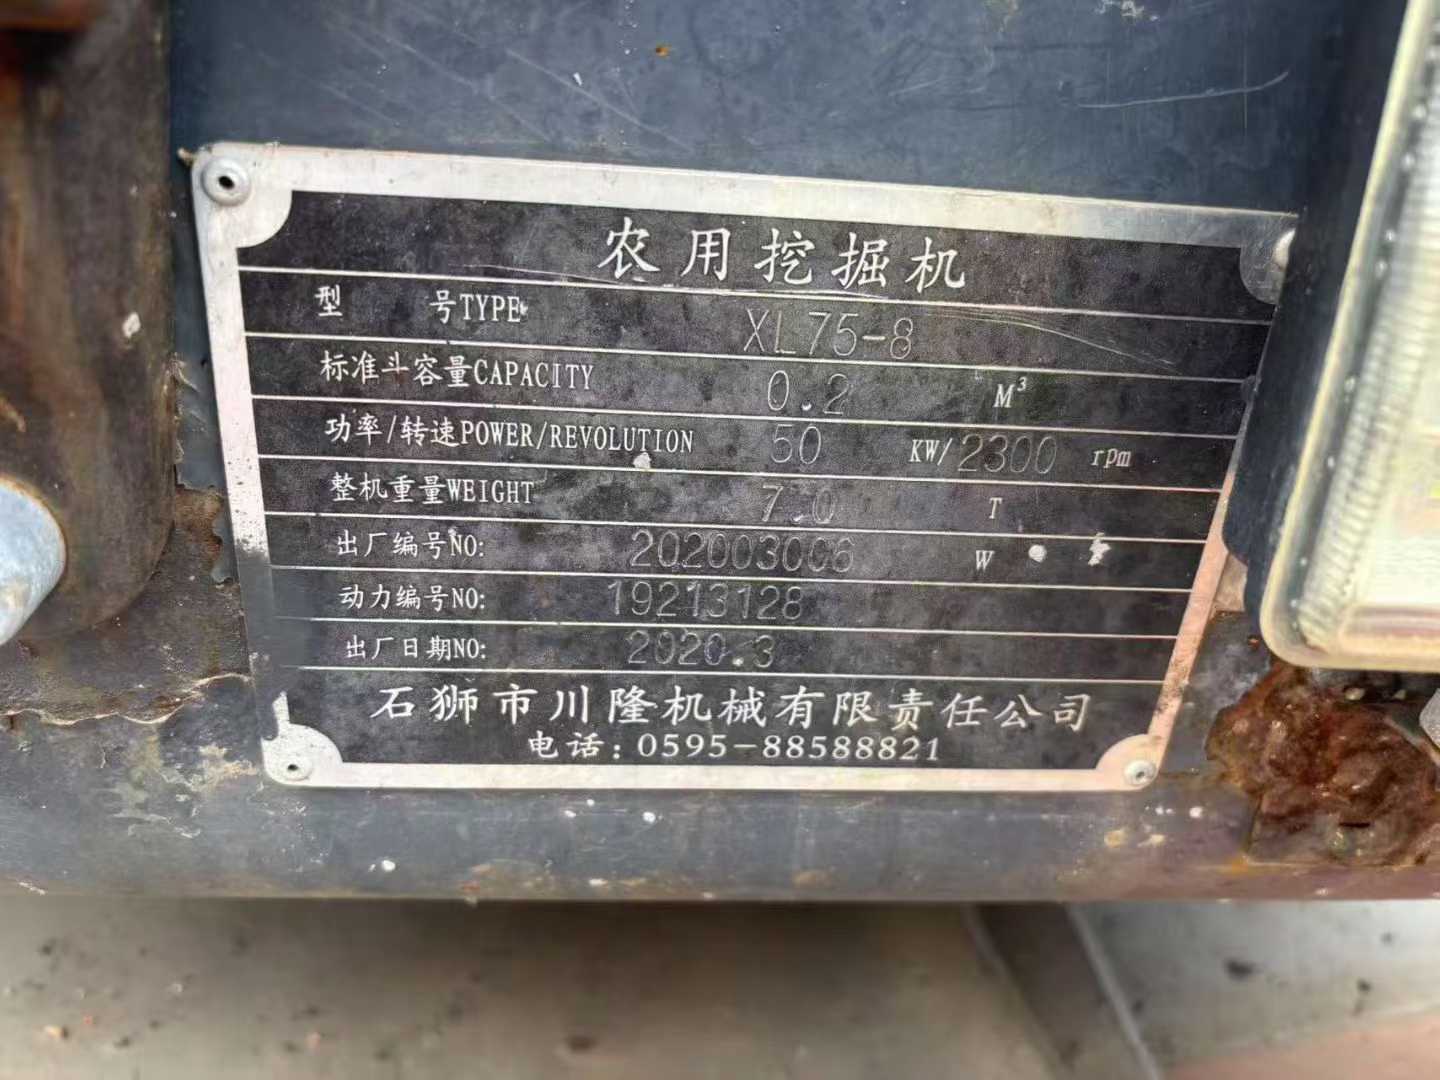 农用挖掘机
型 号TYPE XL75-8
标准斗容量CAPACITY 0.2 M³
功率/转速POWER/REVOLUTION 50 KW/2300 rpm
整机重量WEIGHT 7.0 T
出厂编号NO: 202003006 W
动力编号NO: 19213128
出厂日期NO: 2020.3
石狮市川隆机械有限责任公司
电话：0595-88588821